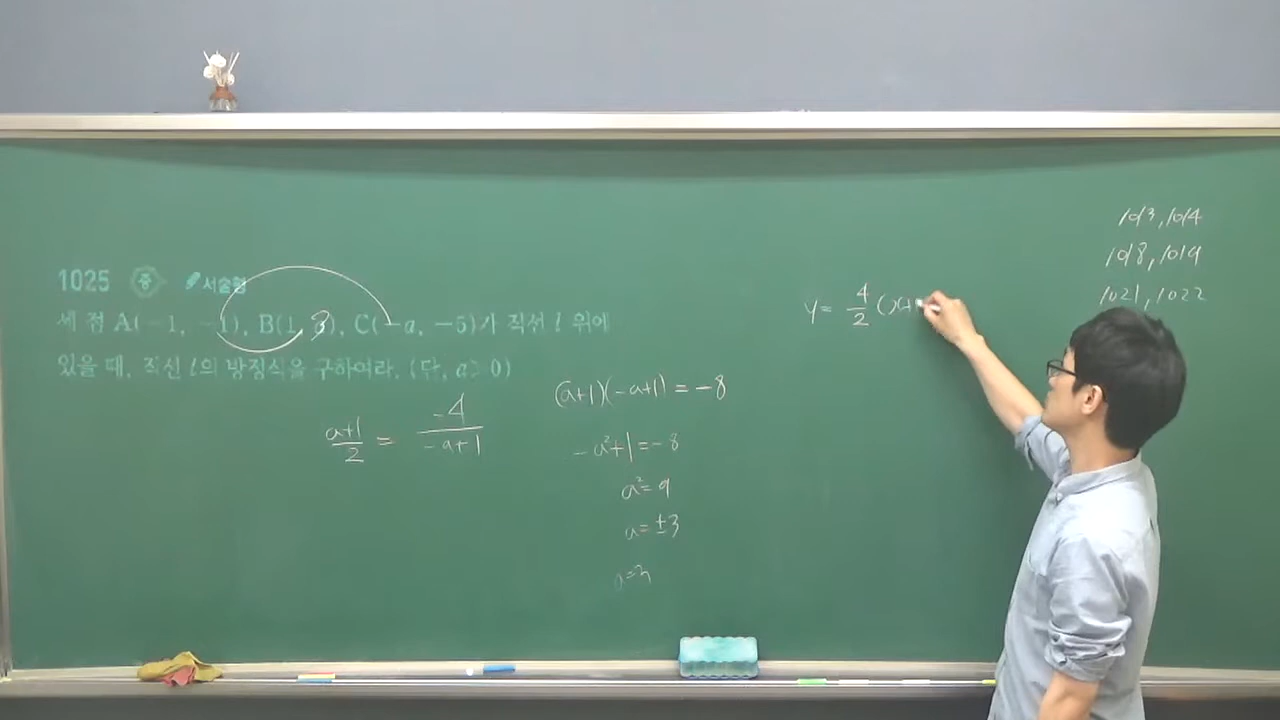 1025 중 서술형
세 점 A(-1, -1), B(1, 3), C(-a, -5)가 직선 l 위에
있을 때, 직선 l의 방정식을 구하여라. (단, a>0)
a+1/2 = -4/-a+1
(a+1)(-a+1) = -8
-a²+1=-8
a²=9
a=±3
a=3
y= 4/2 (x+
1013, 1014
1018, 1019
1021, 1022